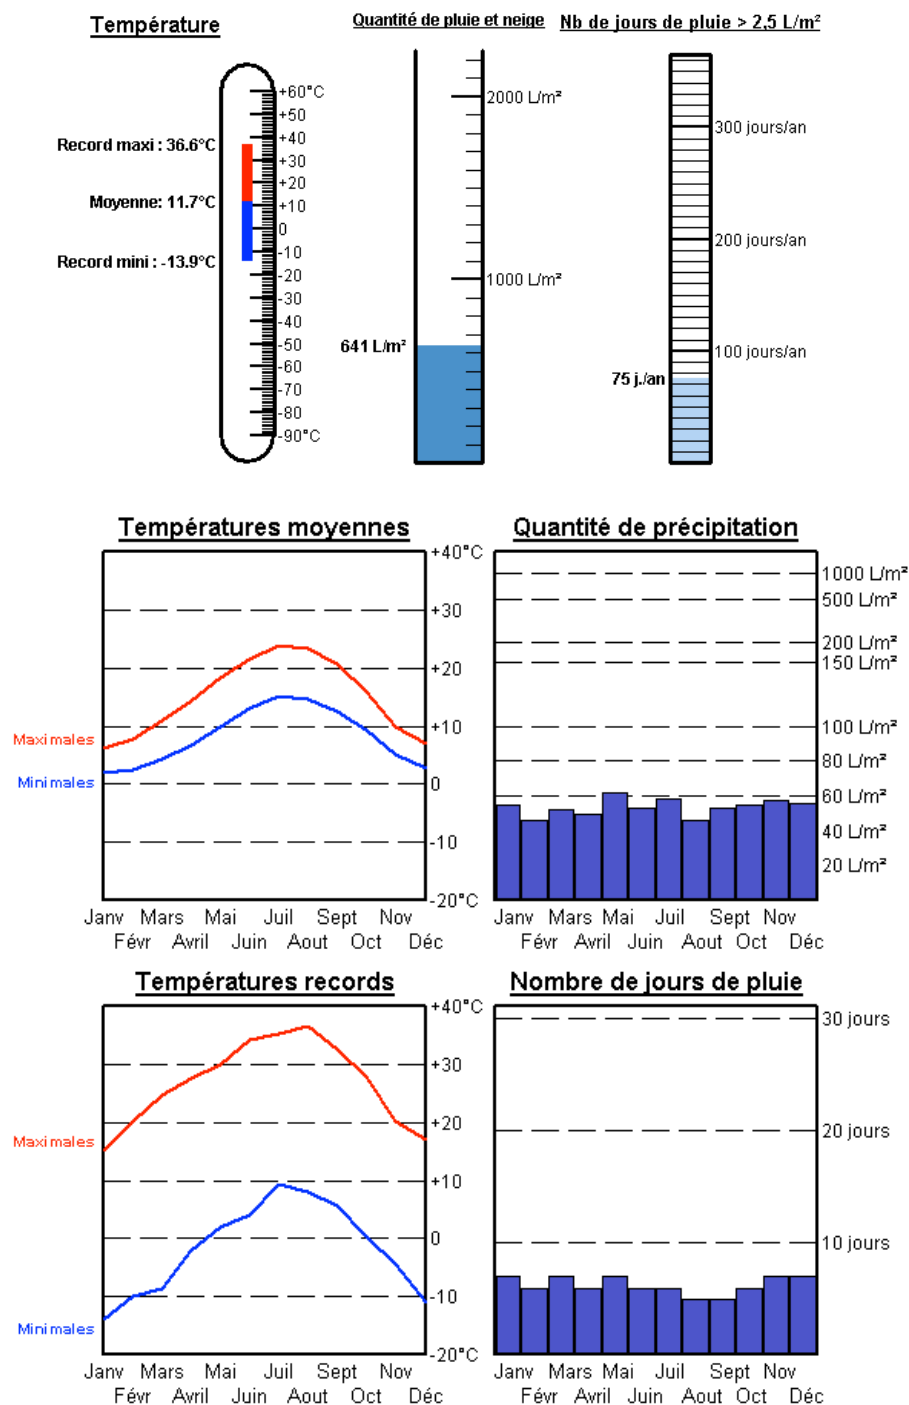 Température
Quantité de pluie et neige
Nb de jours de pluie > 2,5 L/m²
+60°C
+50
+40
+30
+20
+10
0
-10
-20
-30
-40
-50
-60
-70
-80
-90°C
Record maxi : 36.6°C
Moyenne: 11.7°C
Record mini : -13.9°C
2000 L/m²
1000 L/m²
641 L/m²
300 jours/an
200 jours/an
100 jours/an
75 j./an
Températures moyennes
+40°C
+30
+20
+10
0
-10
-20°C
Maximales
Minimales
Janv Mars Mai Juil Sept Nov
Févr Avril Juin Aout Oct Déc
Quantité de précipitation
1000 L/m²
500 L/m²
200 L/m²
150 L/m²
100 L/m²
80 L/m²
60 L/m²
40 L/m²
20 L/m²
Janv Mars Mai Juil Sept Nov
Févr Avril Juin Aout Oct Déc
Températures records
+40°C
+30
+20
+10
0
-10
-20°C
Maximales
Minimales
Janv Mars Mai Juil Sept Nov
Févr Avril Juin Aout Oct Déc
Nombre de jours de pluie
30 jours
20 jours
10 jours
Janv Mars Mai Juil Sept Nov
Févr Avril Juin Aout Oct Déc